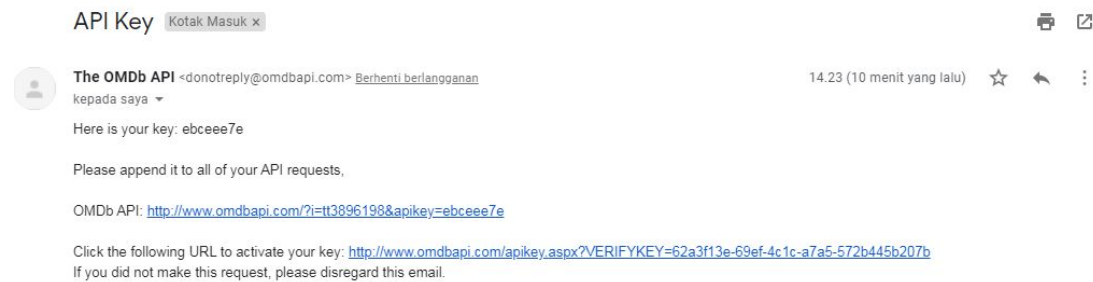 API Key Kotak Masuk x
The OMDb API <donotreply@omdbapi.com> Berhenti berlangganan 14.23 (10 menit yang lalu)
kepada saya
Here is your key: ebceee7e
Please append it to all of your API requests,
OMDb API: http://www.omdbapi.com/?i=tt3896198&apikey=ebceee7e
Click the following URL to activate your key: http://www.omdbapi.com/apikey.aspx?VERIFYKEY=62a3f13e-69ef-4c1c-a7a5-572b445b207b
If you did not make this request, please disregard this email.